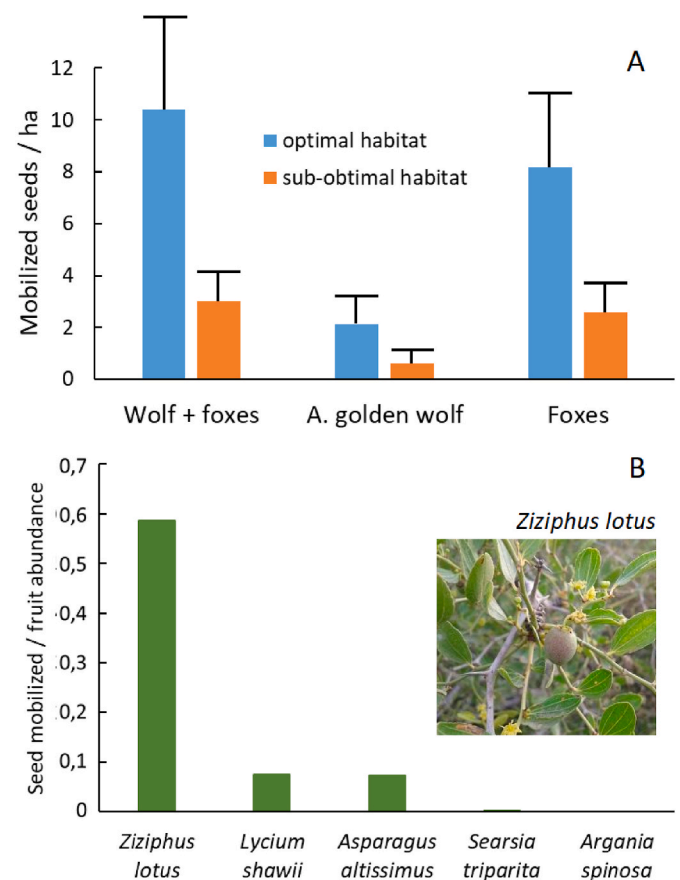 A
12
10
8
6
4
2
0
Mobilized seeds / ha
optimal habitat
sub-obtimal habitat
Wolf + foxes
A. golden wolf
Foxes
B
0,7
0,6
0,5
0,4
0,3
0,2
0,1
0
Seed mobilized / fruit abundance
Ziziphus lotus
Ziziphus
lotus
Lycium
shawii
Asparagus
altissimus
Searsia
triparita
Argania
spinosa